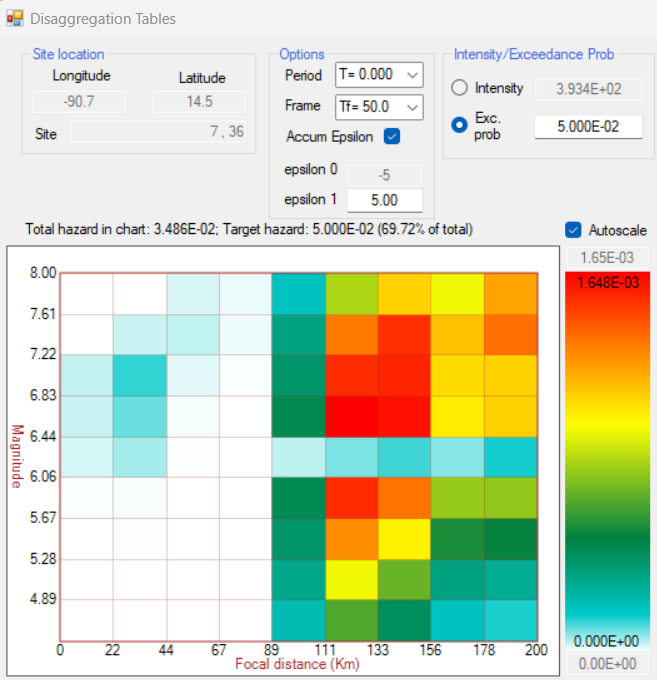 Disaggregation Tables
Site location
Longitude Latitude
-90.7 14.5
Site 7 , 36
Options
Period T= 0.000
Frame Tf= 50.0
Accum Epsilon
epsilon 0 -5
epsilon 1 5.00
Intensity/Exceedance Prob
Intensity 3.934E+02
Exc. prob 5.000E-02
Total hazard in chart: 3.486E-02; Target hazard: 5.000E-02 (69.72% of total)
Autoscale
1.65E-03
1.648E-03
8.00
7.61
7.22
6.83
6.44
6.06
5.67
5.28
4.89
Magnitude
0 22 44 67 89 111 133 156 178 200
Focal distance (Km)
0.000E+00
0.00E+00